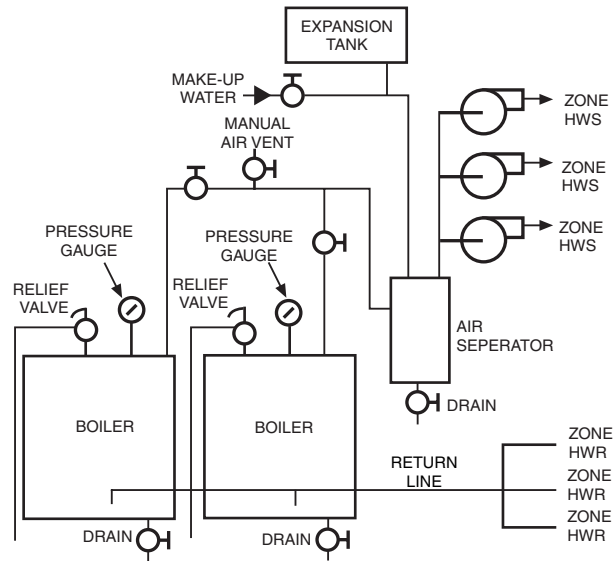 EXPANSION
TANK
MAKE-UP
WATER
ZONE
HWS
MANUAL
AIR VENT
ZONE
HWS
ZONE
HWS
PRESSURE
GAUGE
PRESSURE
GAUGE
RELIEF
VALVE
RELIEF
VALVE
AIR
SEPERATOR
BOILER
BOILER
DRAIN
ZONE
HWR
RETURN
LINE
ZONE
HWR
ZONE
HWR
DRAIN
DRAIN